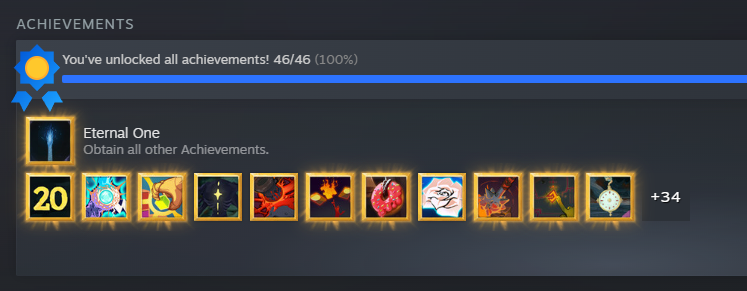 ACHIEVEMENTS
You've unlocked all achievements! 46/46 (100%)
Eternal One
Obtain all other Achievements.
20
+34